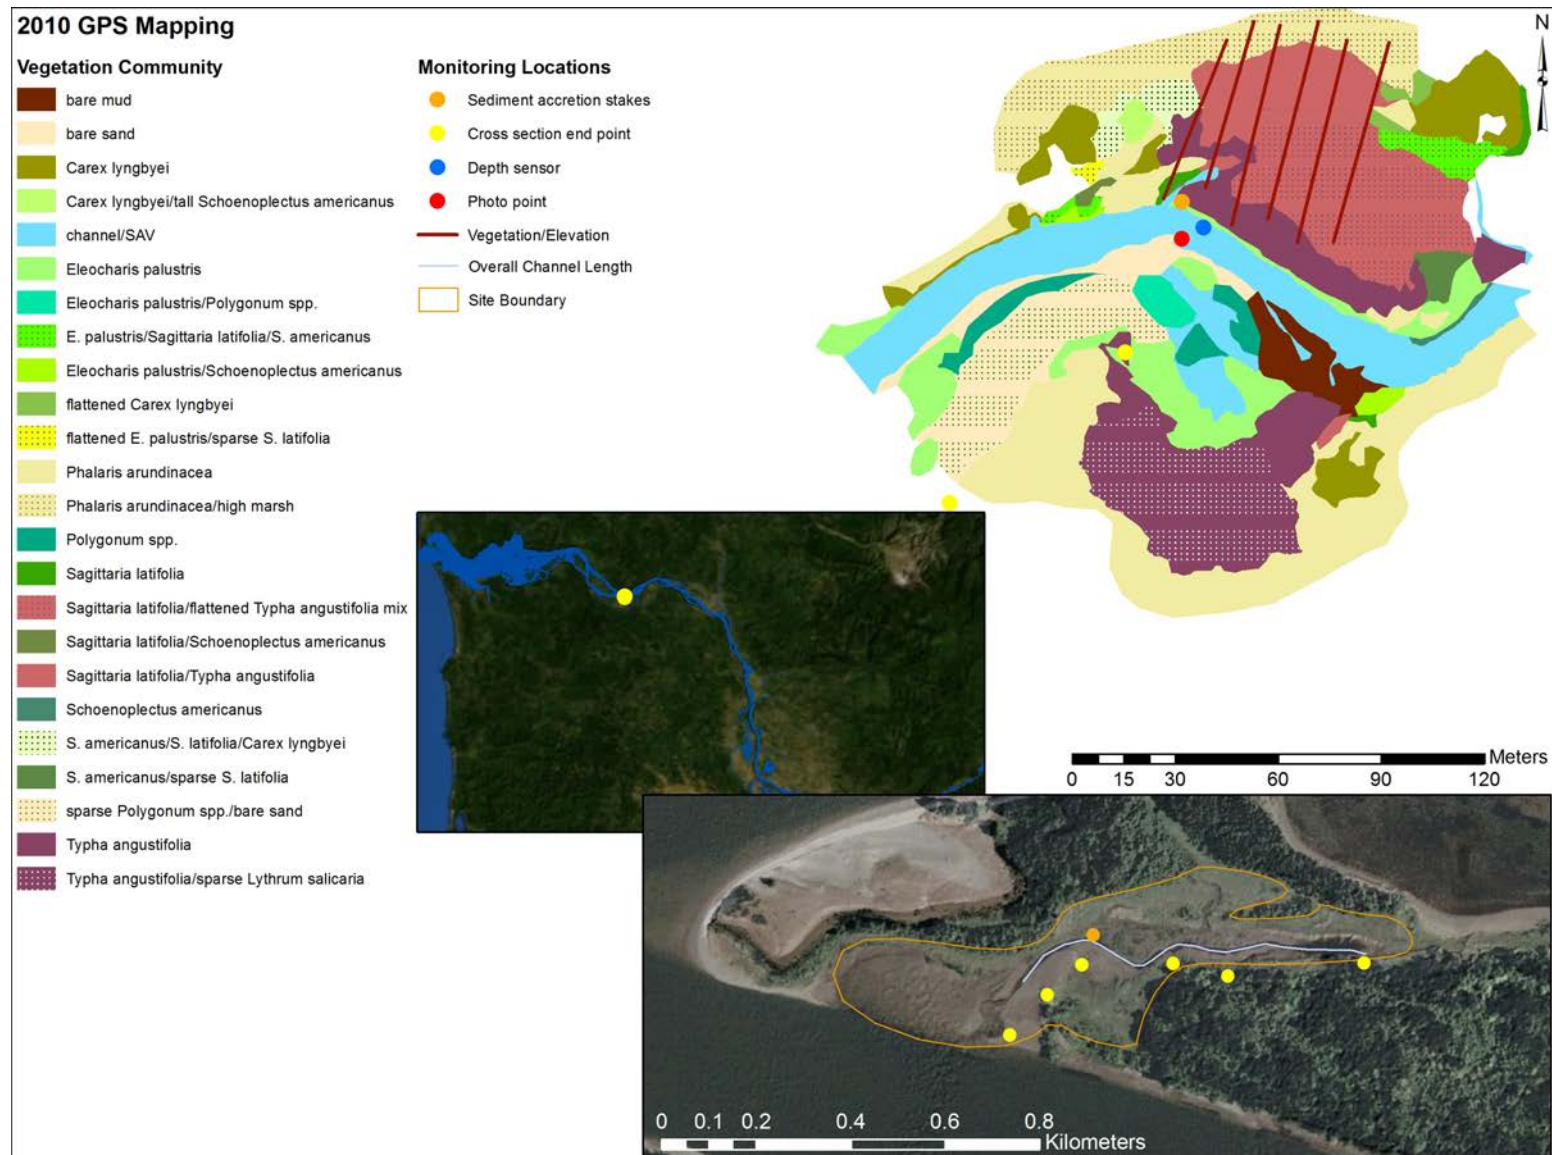 2010 GPS Mapping
Vegetation Community
bare mud
bare sand
Carex lyngbyei
Carex lyngbyei/tall Schoenoplectus americanus
channel/SAV
Eleocharis palustris
Eleocharis palustris/Polygonum spp.
E. palustris/Sagittaria latifolia/S. americanus
Eleocharis palustris/Schoenoplectus americanus
flattened Carex lyngbyei
flattened E. palustris/sparse S. latifolia
Phalaris arundinacea
Phalaris arundinacea/high marsh
Polygonum spp.
Sagittaria latifolia
Sagittaria latifolia/flattened Typha angustifolia mix
Sagittaria latifolia/Schoenoplectus americanus
Sagittaria latifolia/Typha angustifolia
Schoenoplectus americanus
S. americanus/S. latifolia/Carex lyngbyei
S. americanus/sparse S. latifolia
sparse Polygonum spp./bare sand
Typha angustifolia
Typha angustifolia/sparse Lythrum salicaria
Monitoring Locations
Sediment accretion stakes
Cross section end point
Depth sensor
Photo point
Vegetation/Elevation
Overall Channel Length
Site Boundary
N
Meters
0 15 30 60 90 120
0 0.1 0.2 0.4 0.6 0.8
Kilometers